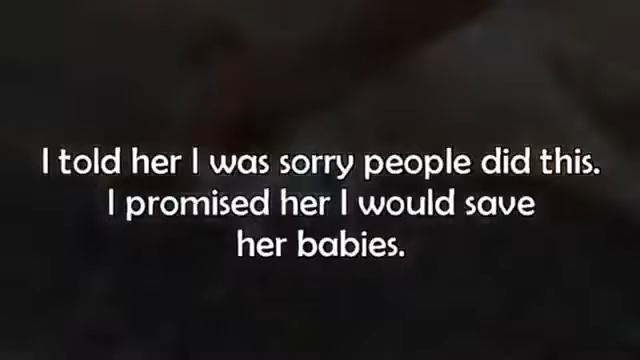 I told her I was sorry people did this.
I promised her I would save
her babies.